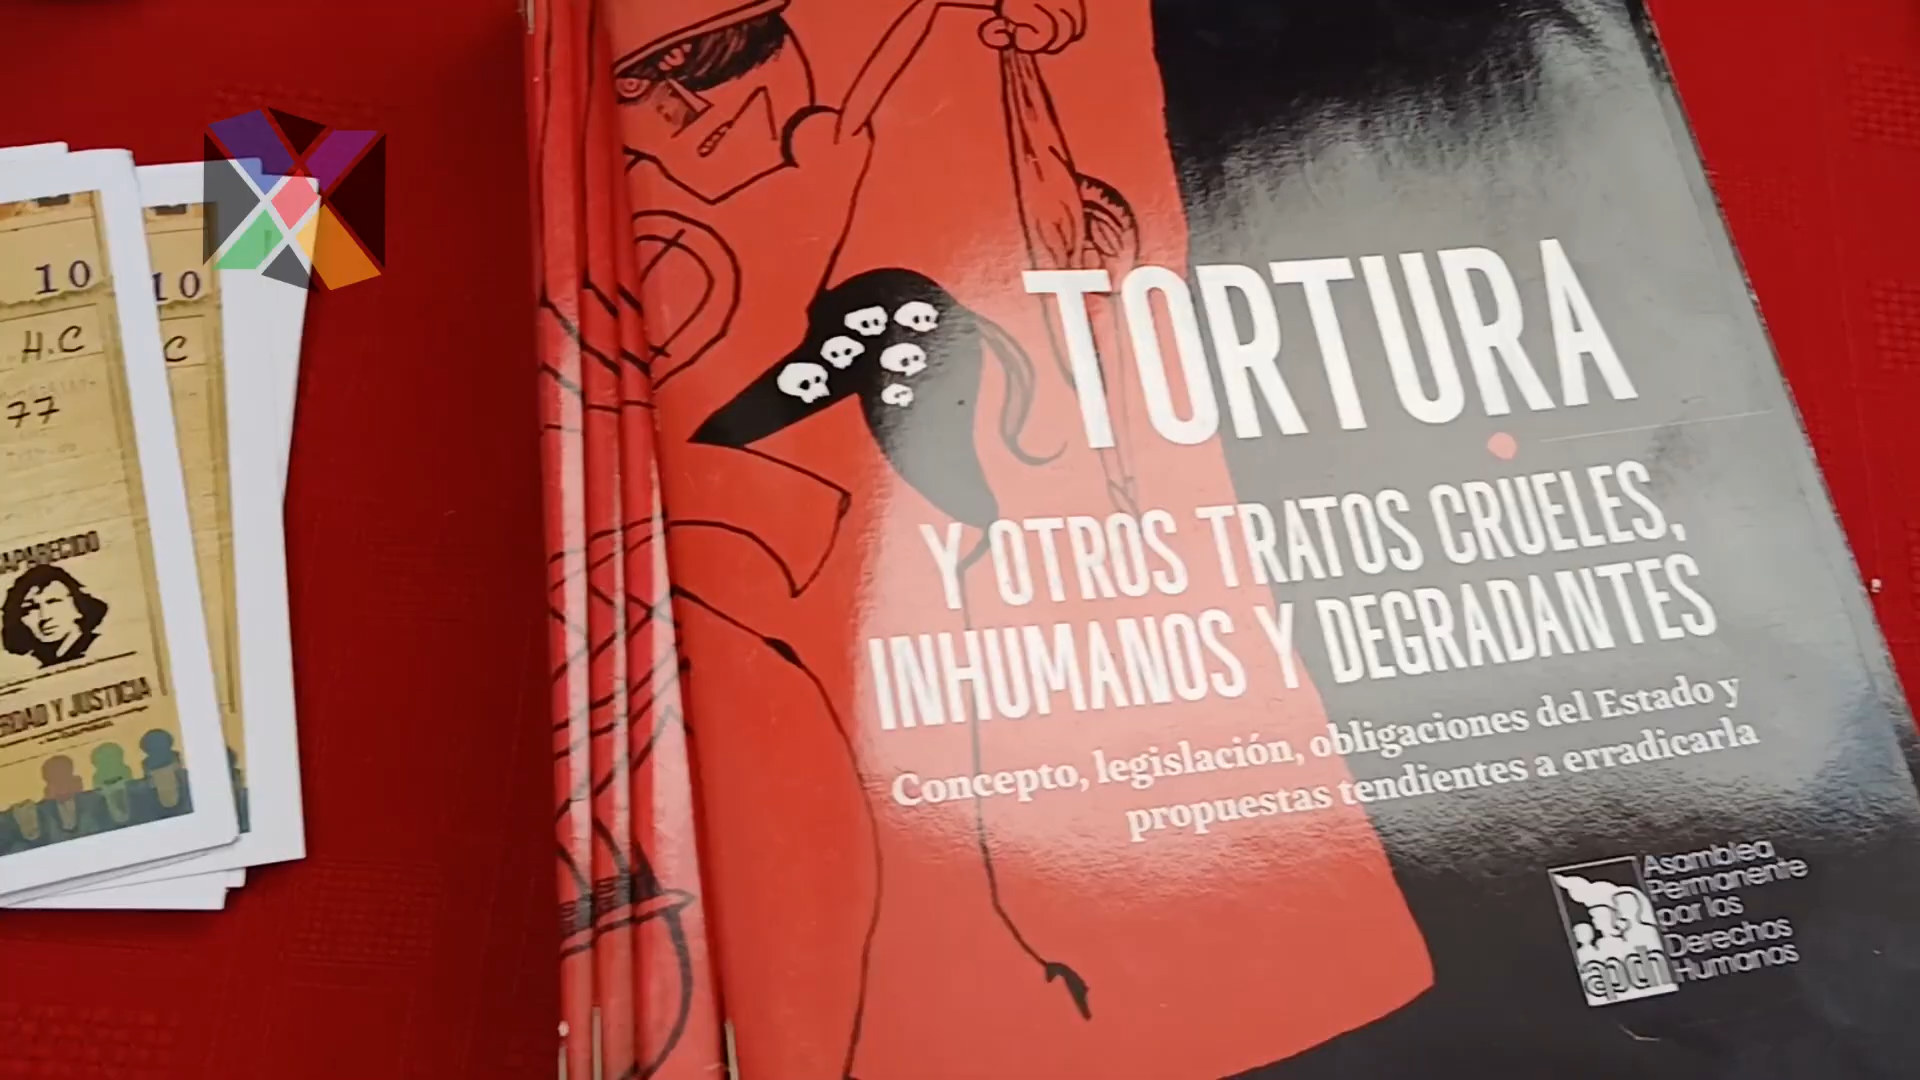 10
H.C
77
APARECIDO
RDAD Y JUSTICIA
10
C
TORTURA
Y OTROS TRATOS CRUELES,
INHUMANOS Y DEGRADANTES
Concepto, legislación, obligaciones del Estado y
propuestas tendientes a erradicarla
Asamblea
Permanente
por los
Derechos
Humanos
apdh